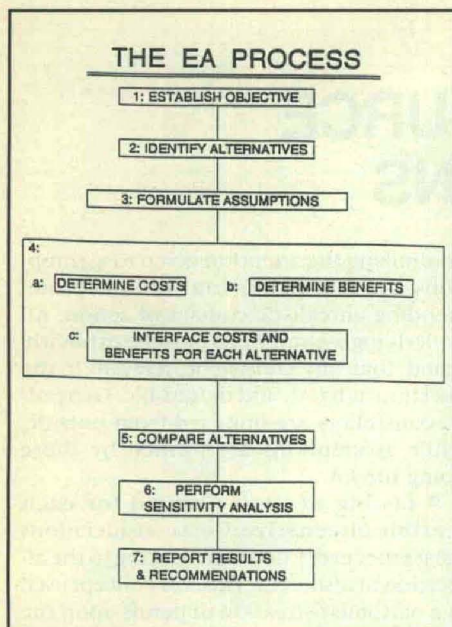 THE EA PROCESS
1: ESTABLISH OBJECTIVE
2: IDENTIFY ALTERNATIVES
3: FORMULATE ASSUMPTIONS
4:
a: DETERMINE COSTS
b: DETERMINE BENEFITS
c: INTERFACE COSTS AND
BENEFITS FOR EACH ALTERNATIVE
5: COMPARE ALTERNATIVES
6: PERFORM
SENSITIVITY ANALYSIS
7: REPORT RESULTS
& RECOMMENDATIONS